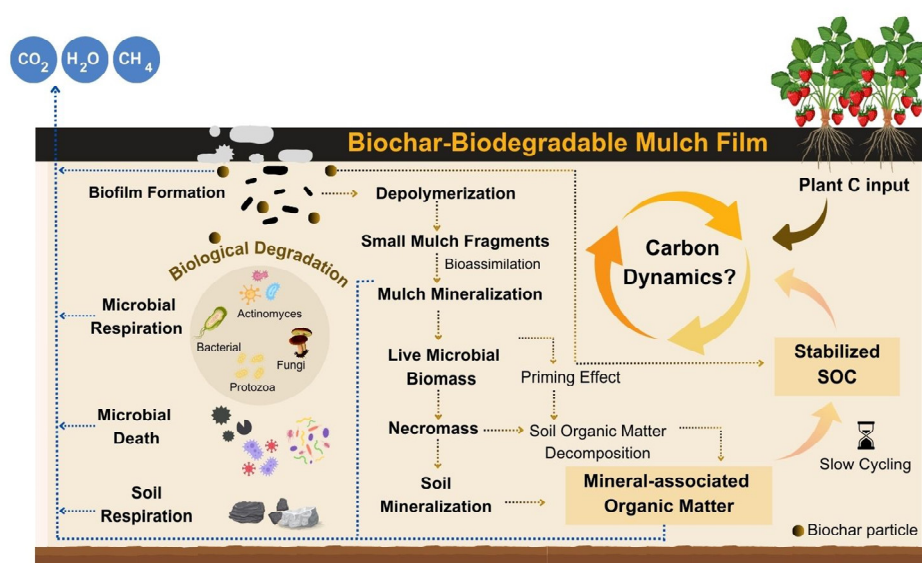 CO2
H2O
CH4
Biochar-Biodegradable Mulch Film
Plant C input
Biofilm Formation
Depolymerization
Small Mulch Fragments
Bioassimilation
Mulch Mineralization
Live Microbial
Biomass
Priming Effect
Necromass
Soil Organic Matter
Decomposition
Soil
Mineralization
Mineral-associated
Organic Matter
Biological Degradation
Actinomyces
Bacterial
Fungi
Protozoa
Microbial
Respiration
Microbial
Death
Soil
Respiration
Carbon
Dynamics?
Stabilized
SOC
Slow Cycling
Biochar particle